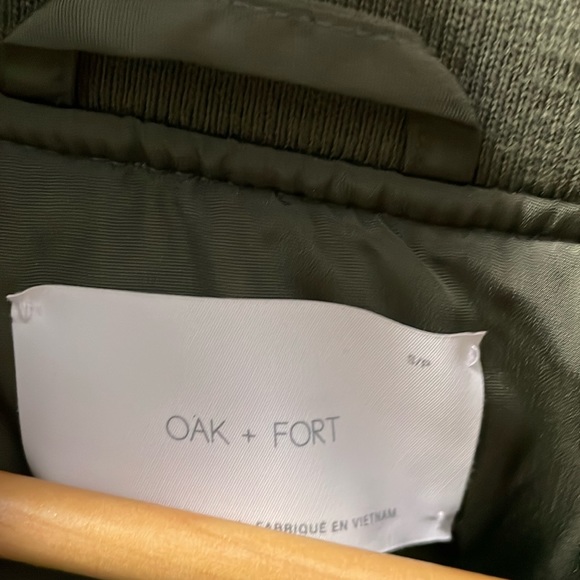 S/P
OAK + FORT
FABRIQUÉ EN VIETNAM